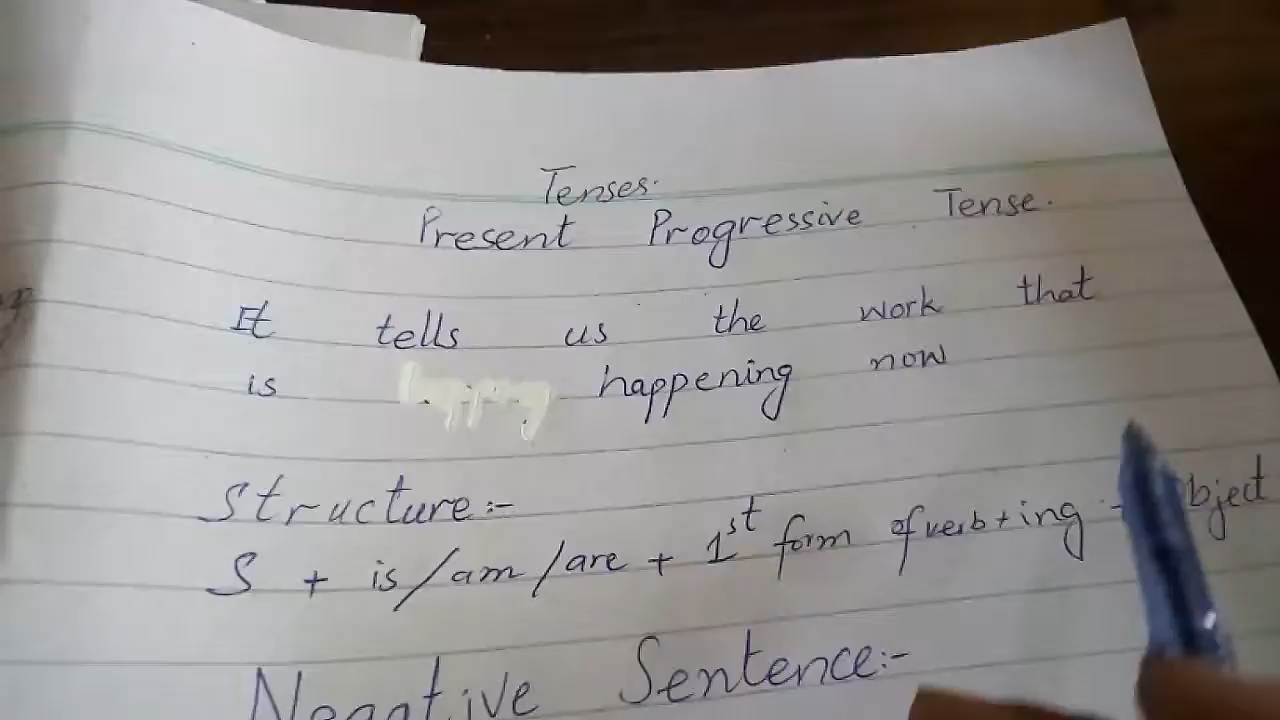 Tenses.
Present Progressive Tense.
It tells us the work that
is happening now
Structure:-
S + is/am/are + 1st form of verb + ing + object
Negative Sentence:-